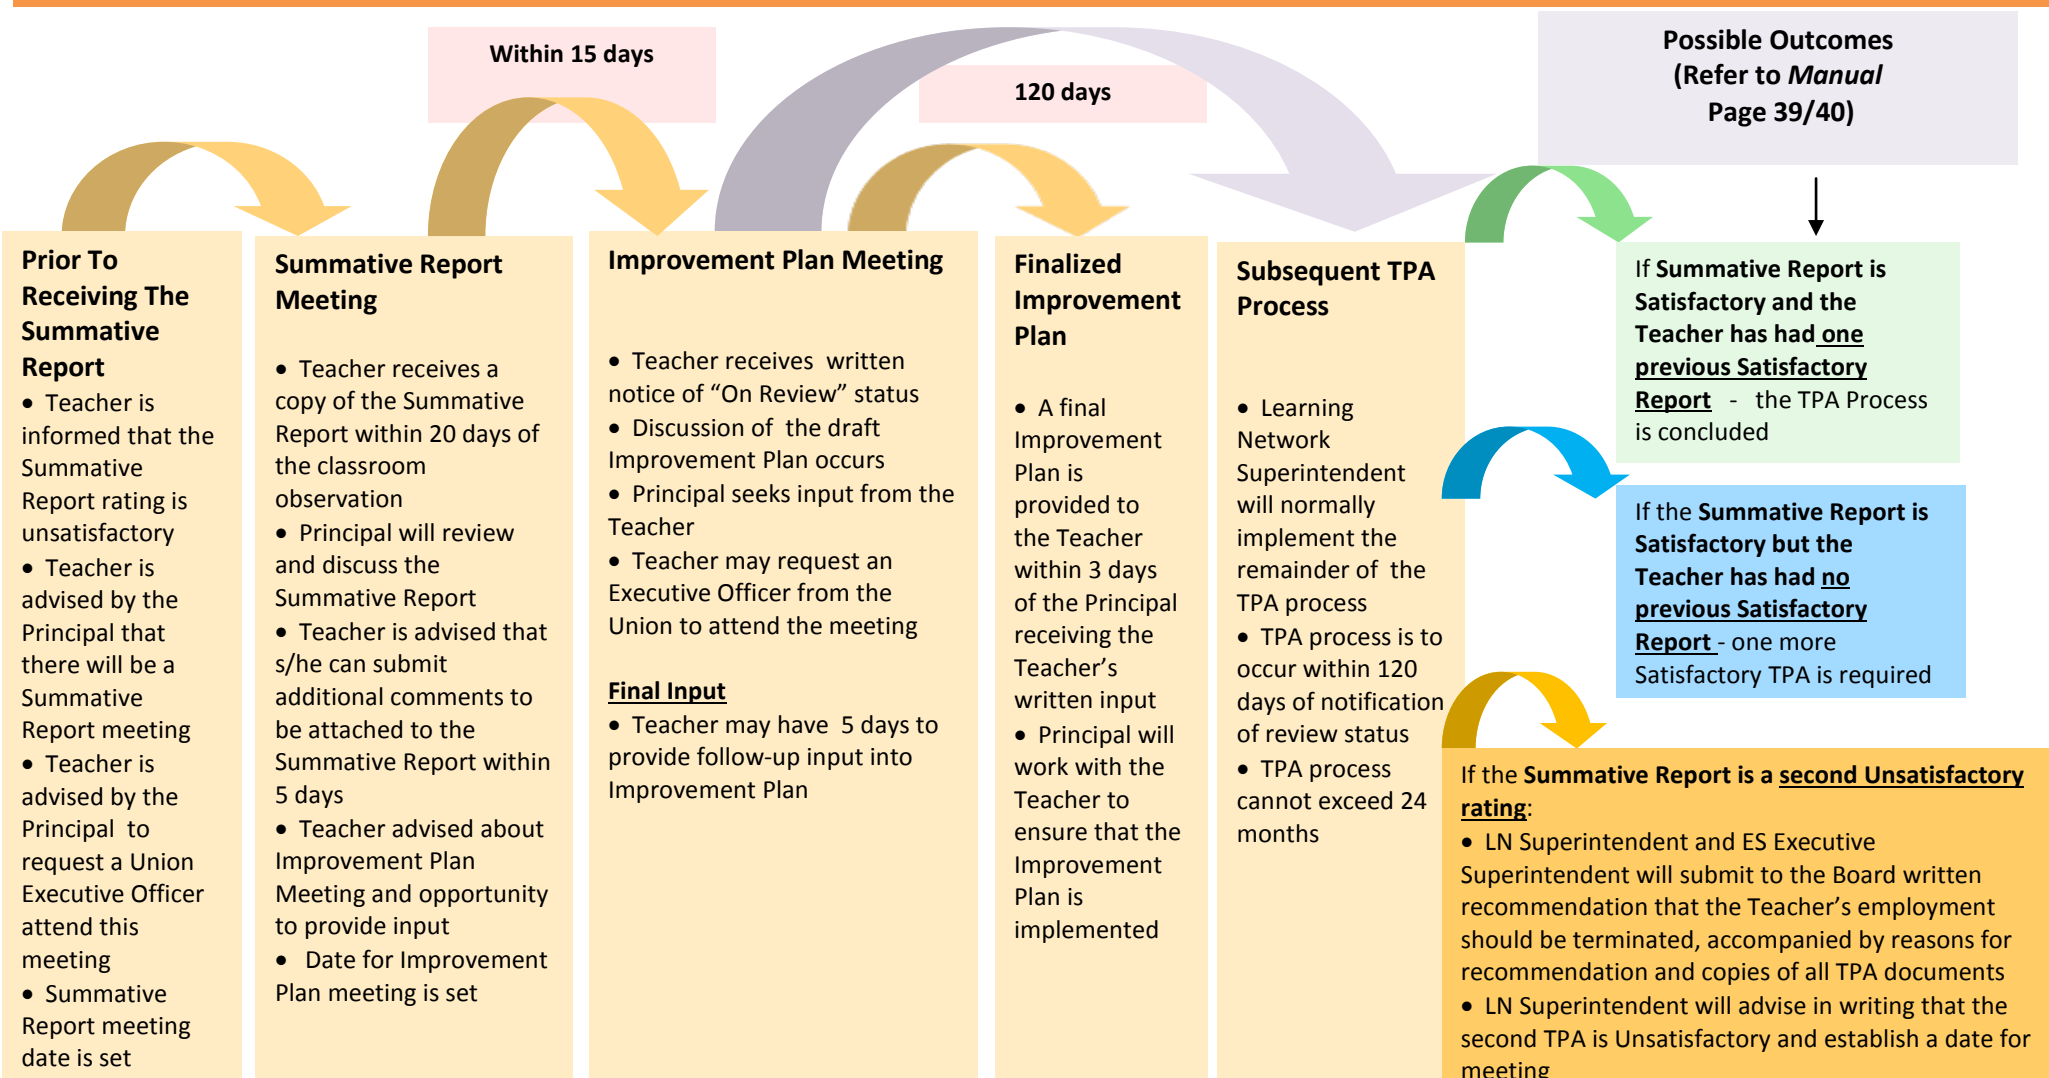 Within 15 days
120 days
Possible Outcomes
(Refer to Manual
Page 39/40)
Prior To
Receiving The
Summative
Report
• Teacher is
informed that the
Summative
Report rating is
unsatisfactory
• Teacher is
advised by the
Principal that
there will be a
Summative
Report meeting
• Teacher is
advised by the
Principal to
request a Union
Executive Officer
attend this
meeting
• Summative
Report meeting
date is set
Summative Report
Meeting
• Teacher receives a
copy of the Summative
Report within 20 days of
the classroom
observation
• Principal will review
and discuss the
Summative Report
• Teacher is advised that
s/he can submit
additional comments to
be attached to the
Summative Report within
5 days
• Teacher advised about
Improvement Plan
Meeting and opportunity
to provide input
• Date for Improvement
Plan meeting is set
Improvement Plan Meeting
• Teacher receives written
notice of “On Review” status
• Discussion of the draft
Improvement Plan occurs
• Principal seeks input from the
Teacher
• Teacher may request an
Executive Officer from the
Union to attend the meeting
Final Input
• Teacher may have 5 days to
provide follow-up input into
Improvement Plan
Finalized
Improvement
Plan
• A final
Improvement
Plan is
provided to
the Teacher
within 3 days
of the Principal
receiving the
Teacher’s
written input
• Principal will
work with the
Teacher to
ensure that the
Improvement
Plan is
implemented
Subsequent TPA
Process
• Learning
Network
Superintendent
will normally
implement the
remainder of the
TPA process
• TPA process is to
occur within 120
days of notification
of review status
• TPA process
cannot exceed 24
months
If Summative Report is
Satisfactory and the
Teacher has had one
previous Satisfactory
Report - the TPA Process
is concluded
If the Summative Report is
Satisfactory but the
Teacher has had no
previous Satisfactory
Report - one more
Satisfactory TPA is required
If the Summative Report is a second Unsatisfactory
rating:
• LN Superintendent and ES Executive
Superintendent will submit to the Board written
recommendation that the Teacher’s employment
should be terminated, accompanied by reasons for
recommendation and copies of all TPA documents
• LN Superintendent will advise in writing that the
second TPA is Unsatisfactory and establish a date for
meeting